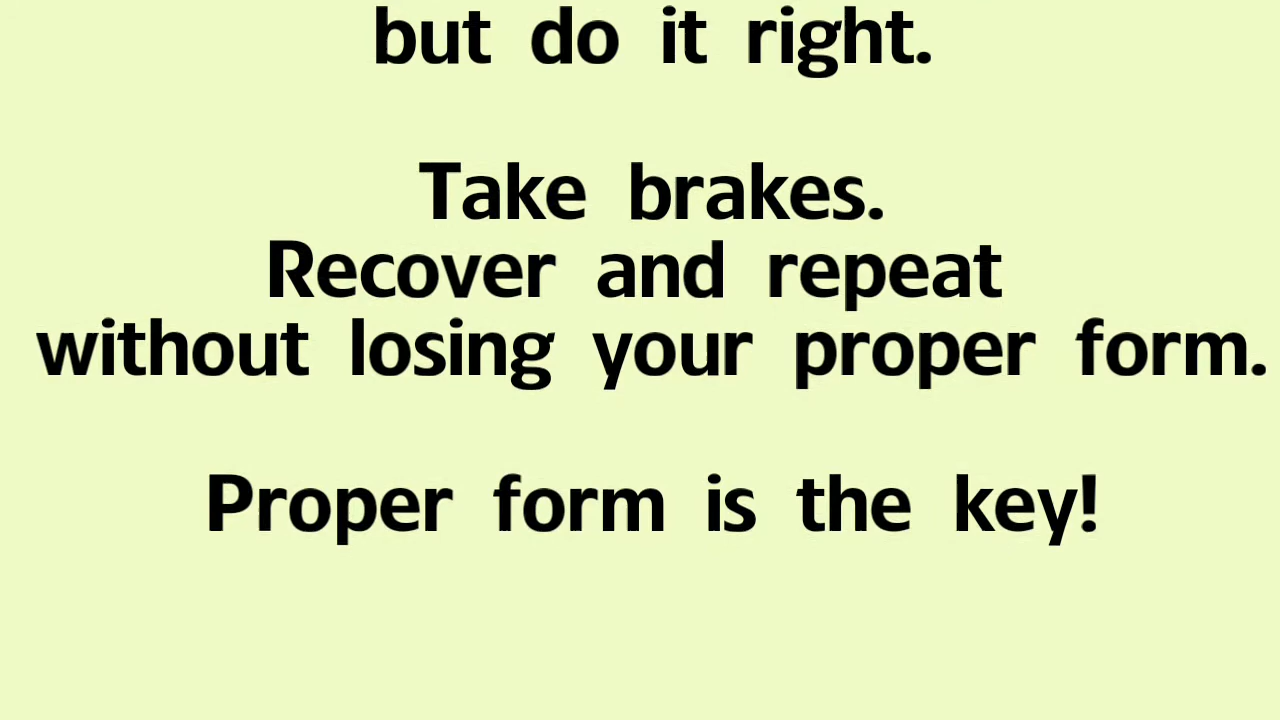 but do it right.
Take brakes.
Recover and repeat
without losing your proper form.
Proper form is the key!